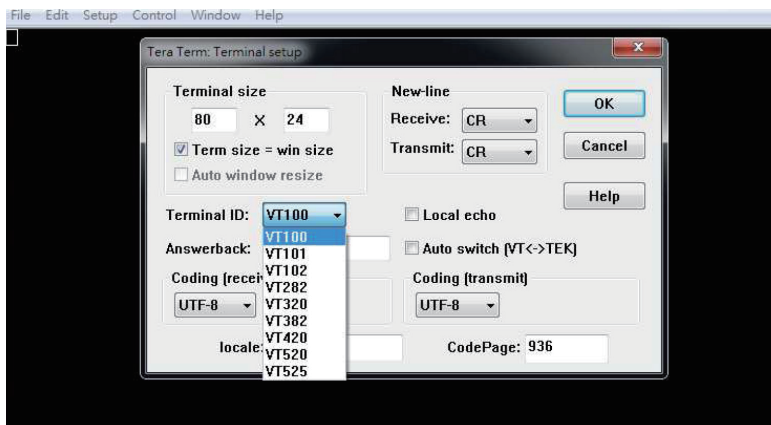 File Edit Setup Control Window Help
Tera Term: Terminal setup
Terminal size
80 X 24
Term size = win size
Auto window resize
New-line
Receive: CR
Transmit: CR
OK
Cancel
Help
Terminal ID: VT100
Local echo
VT100
VT101
VT102
VT282
VT320
VT382
VT420
VT520
VT525
Answerback:
Auto switch (VT<->TEK)
Coding (recei
UTF-8
Coding (transmit)
UTF-8
locale:
CodePage: 936